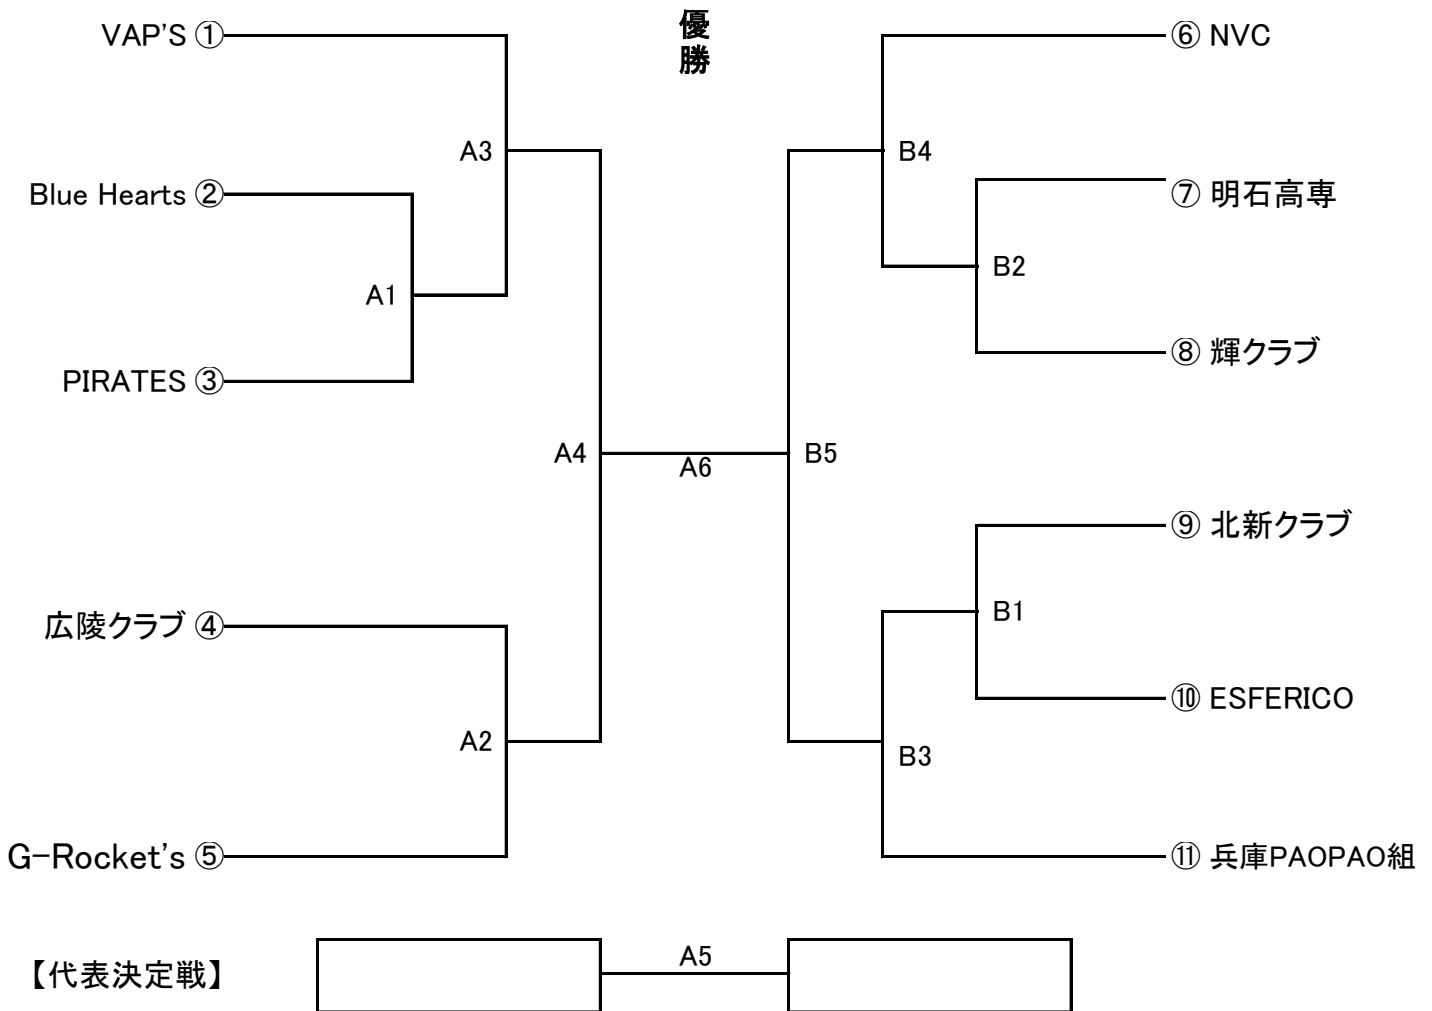 優
勝
VAP'S ①
A3
Blue Hearts ②
A1
PIRATES ③
A4
広陵クラブ ④
A2
G-Rocket's ⑤
A6
⑥ NVC
B4
⑦ 明石高専
B2
⑧ 輝クラブ
B5
⑨ 北新クラブ
B1
⑩ ESFERICO
B3
⑪ 兵庫PAOPAO組
【代表決定戦】
A5